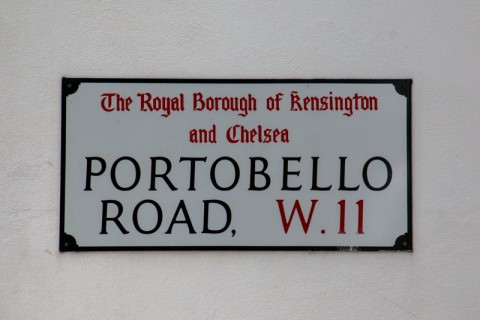 The Royal Borough of Kensington
and Chelsea
PORTOBELLO
ROAD, W.11